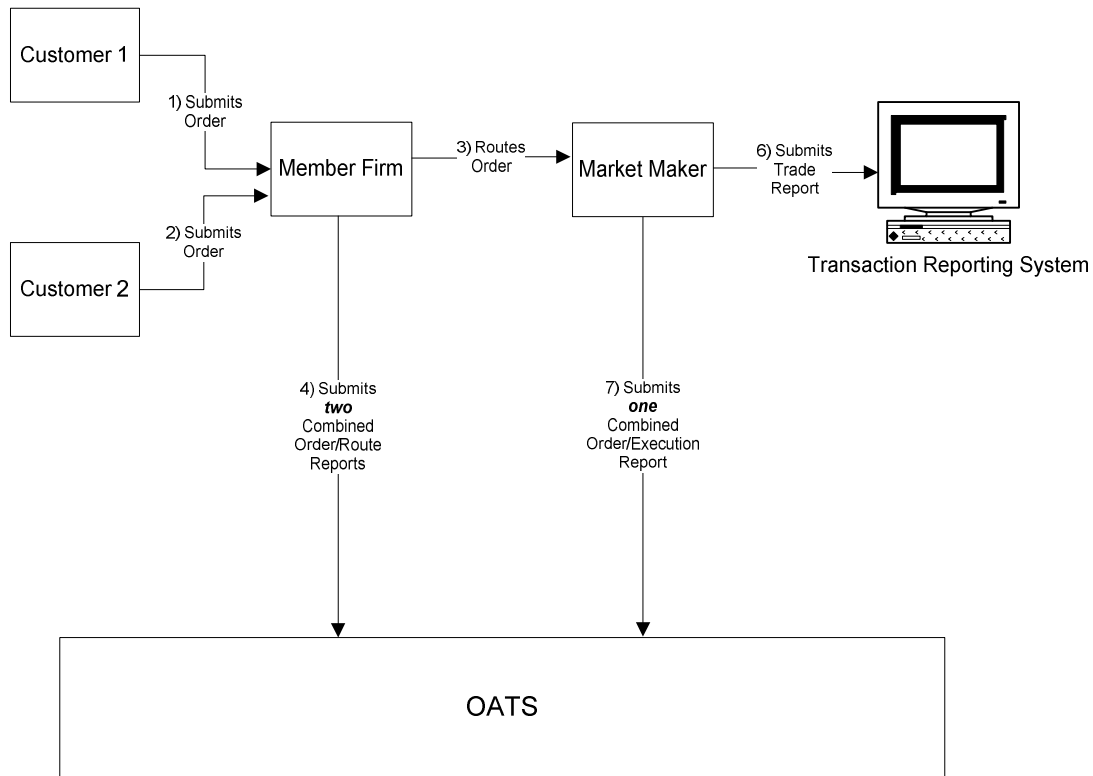 Customer 1
1) Submits
Order
Member Firm
3) Routes
Order
Market Maker
6) Submits
Trade
Report
Transaction Reporting System
2) Submits
Order
Customer 2
4) Submits
two
Combined
Order/Route
Reports
7) Submits
one
Combined
Order/Execution
Report
OATS